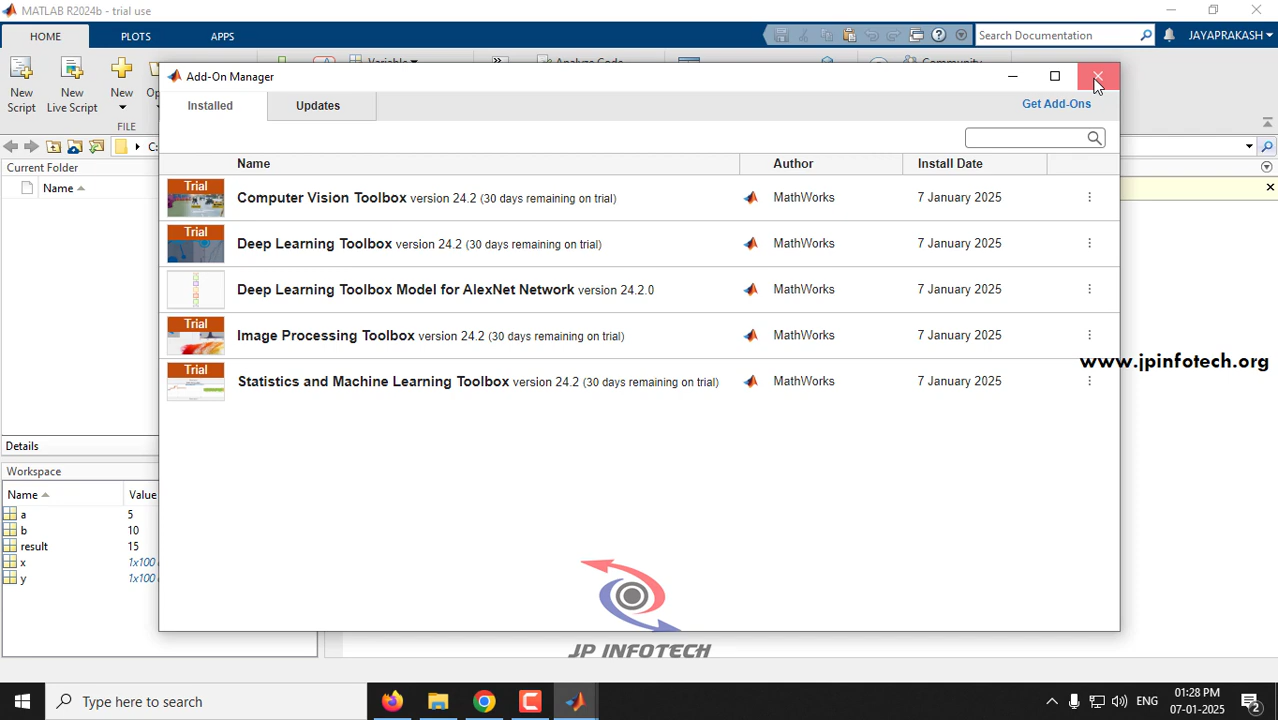 MATLAB R2024b - trial use
HOME PLOTS APPS
Search Documentation
JAYAPRAKASH
New Script
New Live Script
New
FILE
Add-On Manager
Installed Updates
Get Add-Ons
Current Folder
Name
Name Author Install Date
Trial
Computer Vision Toolbox version 24.2 (30 days remaining on trial) MathWorks 7 January 2025
Trial
Deep Learning Toolbox version 24.2 (30 days remaining on trial) MathWorks 7 January 2025
Deep Learning Toolbox Model for AlexNet Network version 24.2.0 MathWorks 7 January 2025
Trial
Image Processing Toolbox version 24.2 (30 days remaining on trial) MathWorks 7 January 2025
www.jpinfotech.org
Trial
Statistics and Machine Learning Toolbox version 24.2 (30 days remaining on trial) MathWorks 7 January 2025
Details
Workspace
Name Value
a 5
b 10
result 15
x 1x100
y 1x100
JP INFOTECH
Type here to search
ENG
01:28 PM
07-01-2025
2